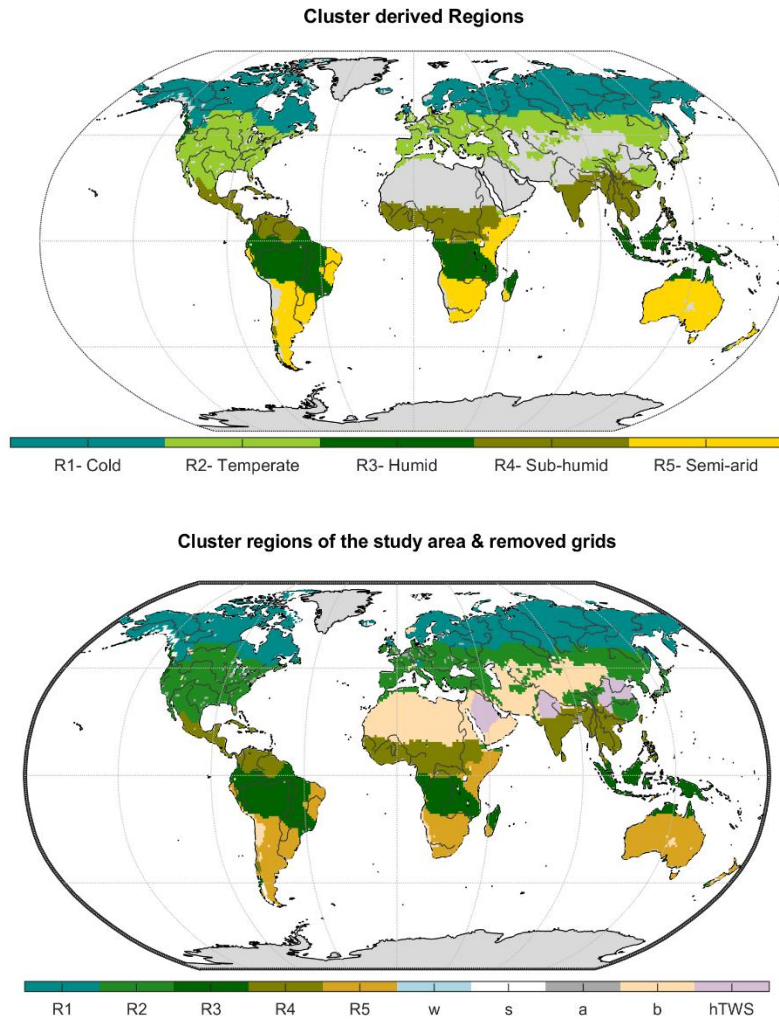 Cluster derived Regions
R1- Cold R2- Temperate R3- Humid R4- Sub-humid R5- Semi-arid
Cluster regions of the study area & removed grids
R1 R2 R3 R4 R5 w s a b hTWS